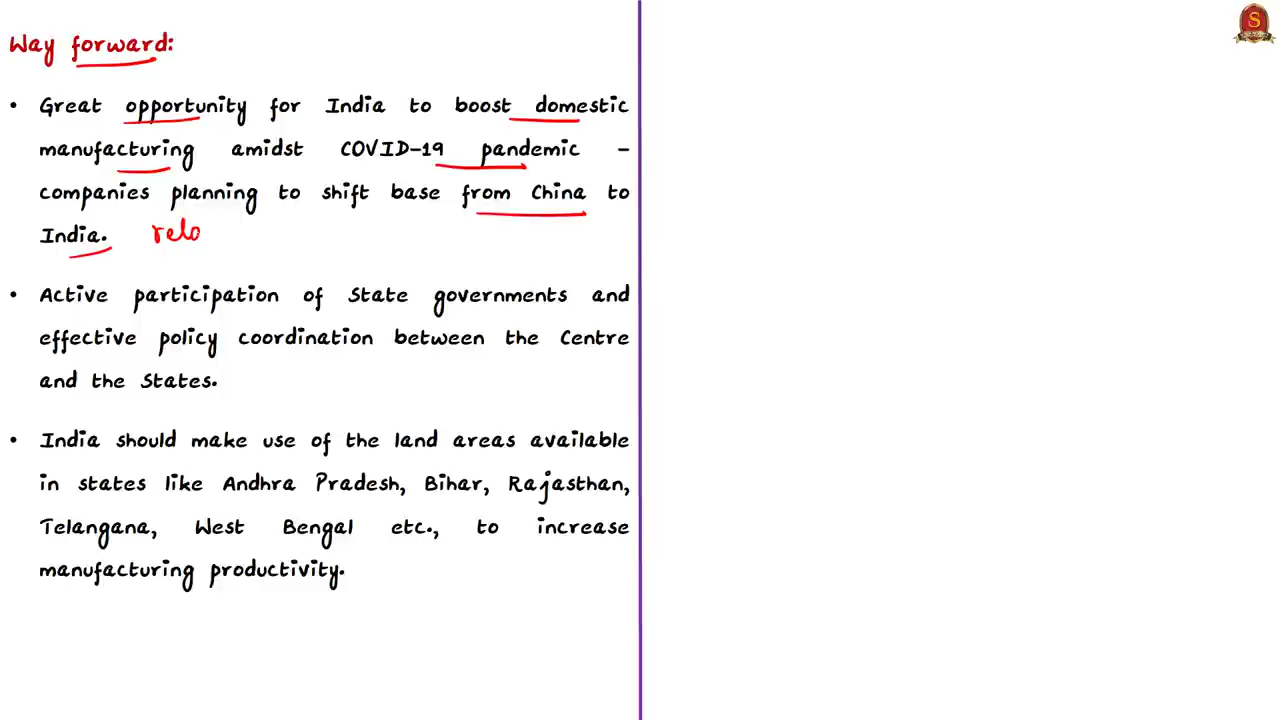 Way forward:
• Great opportunity for India to boost domestic
manufacturing amidst COVID-19 pandemic -
companies planning to shift base from China to
India. relo
• Active participation of State governments and
effective policy coordination between the Centre
and the States.
• India should make use of the land areas available
in states like Andhra Pradesh, Bihar, Rajasthan,
Telangana, West Bengal etc., to increase
manufacturing productivity.
S